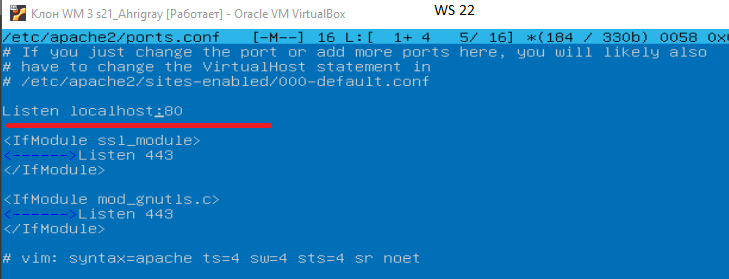 Клон WM 3 s21_Ahrigray [Работает] - Oracle VM VirtualBox
WS 22
/etc/apache2/ports.conf [-M--] 16 L:[ 1+ 4 5/ 16] *(184 / 330b) 0058 0x0
# If you just change the port or add more ports here, you will likely also
# have to change the VirtualHost statement in
# /etc/apache2/sites-enabled/000-default.conf
Listen localhost:80
<IfModule ssl_module>
<------>Listen 443
</IfModule>
<IfModule mod_gnutls.c>
<------>Listen 443
</IfModule>
# vim: syntax=apache ts=4 sw=4 sts=4 sr noet